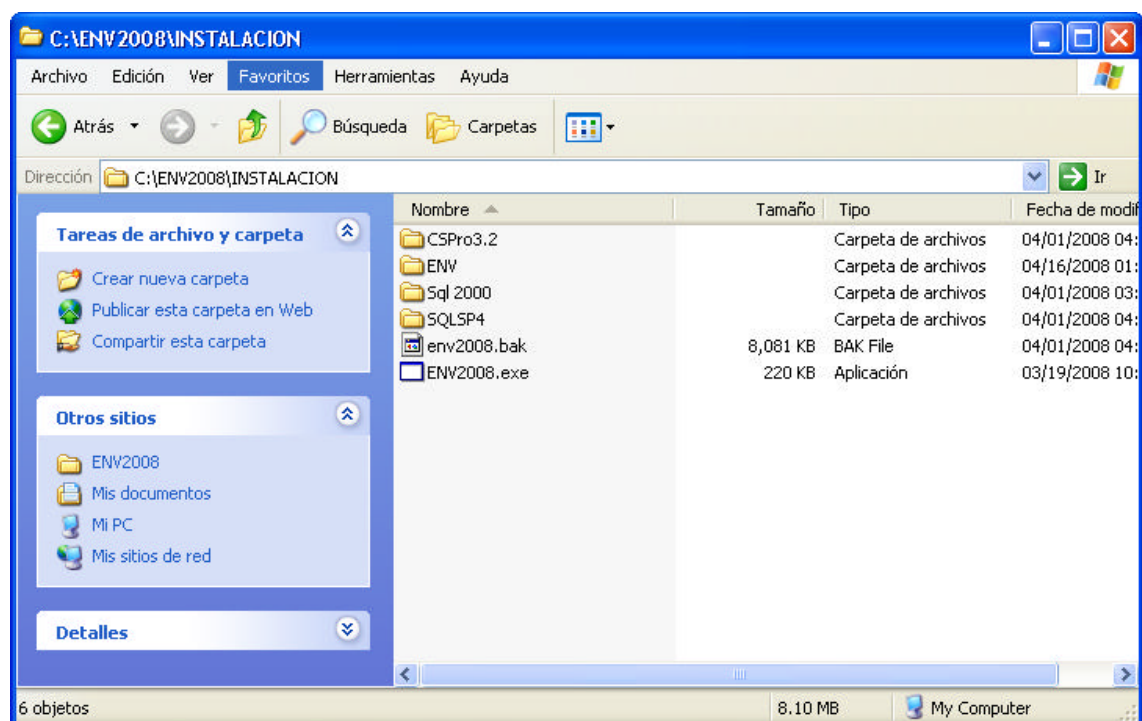 C:\ENV2008\INSTALACION
Archivo Edición Ver Favoritos Herramientas Ayuda
Atrás Búsqueda Carpetas
Dirección C:\ENV2008\INSTALACION Ir
Tareas de archivo y carpeta
Crear nueva carpeta
Publicar esta carpeta en Web
Compartir esta carpeta
Otros sitios
ENV2008
Mis documentos
Mi PC
Mis sitios de red
Detalles
Nombre Tamaño Tipo Fecha de modif
CSPro3.2 Carpeta de archivos 04/01/2008 04:
ENV Carpeta de archivos 04/16/2008 01:
Sql 2000 Carpeta de archivos 04/01/2008 03:
SQLSP4 Carpeta de archivos 04/01/2008 04:
env2008.bak 8,081 KB BAK File 04/01/2008 04:
ENV2008.exe 220 KB Aplicación 03/19/2008 10:
6 objetos 8.10 MB My Computer